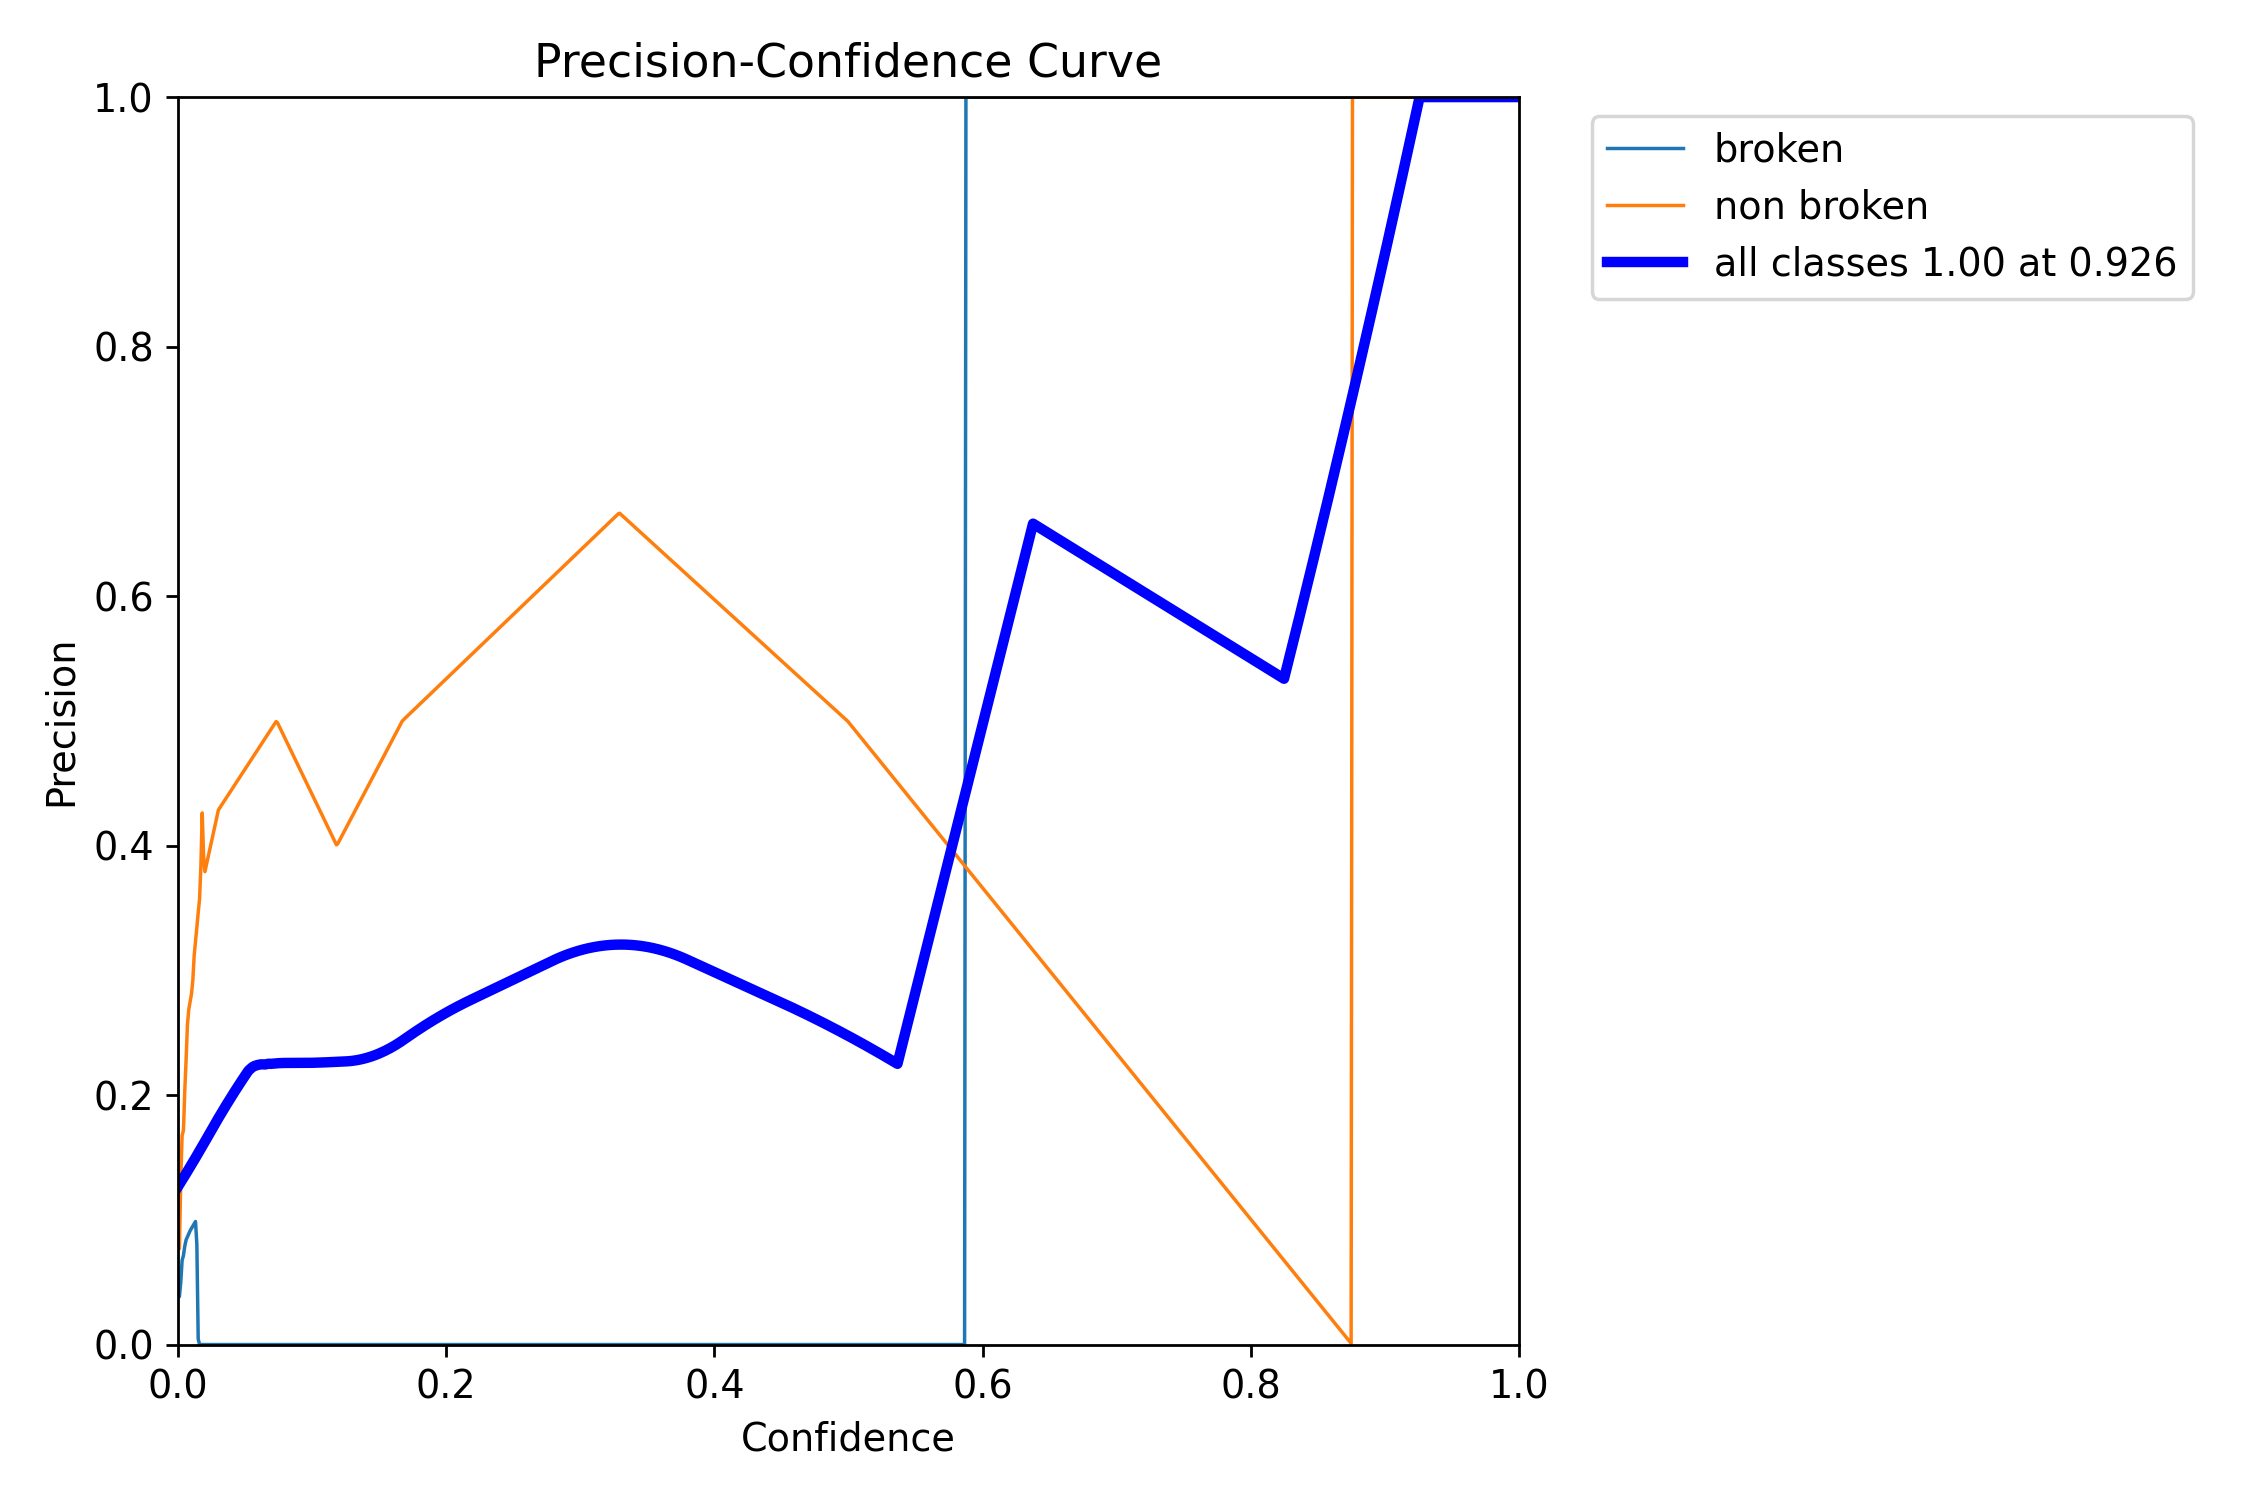 Precision-Confidence Curve
1.0
0.8
0.6
0.4
0.2
0.0
Precision
0.0 0.2 0.4 0.6 0.8 1.0
Confidence
broken
non broken
all classes 1.00 at 0.926